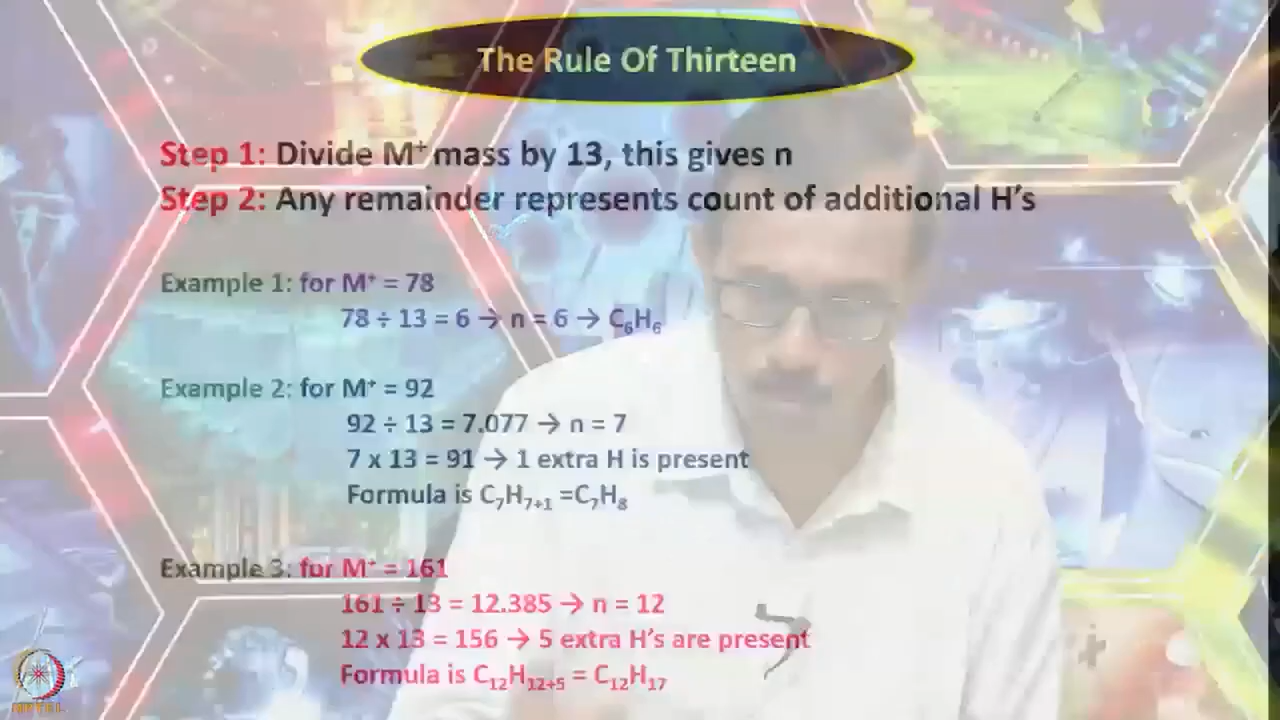 The Rule Of Thirteen
Step 1: Divide M⁺ mass by 13, this gives n
Step 2: Any remainder represents count of additional H's
Example 1: for M⁺ = 78
78 ÷ 13 = 6 → n = 6 → C₆H₆
Example 2: for M⁺ = 92
92 ÷ 13 = 7.077 → n = 7
7 x 13 = 91 → 1 extra H is present
Formula is C₇H₇₊₁ =C₇H₈
Example 3: for M⁺ = 161
161 ÷ 13 = 12.385 → n = 12
12 x 13 = 156 → 5 extra H's are present
Formula is C₁₂H₁₂₊₅ = C₁₂H₁₇
NPTEL